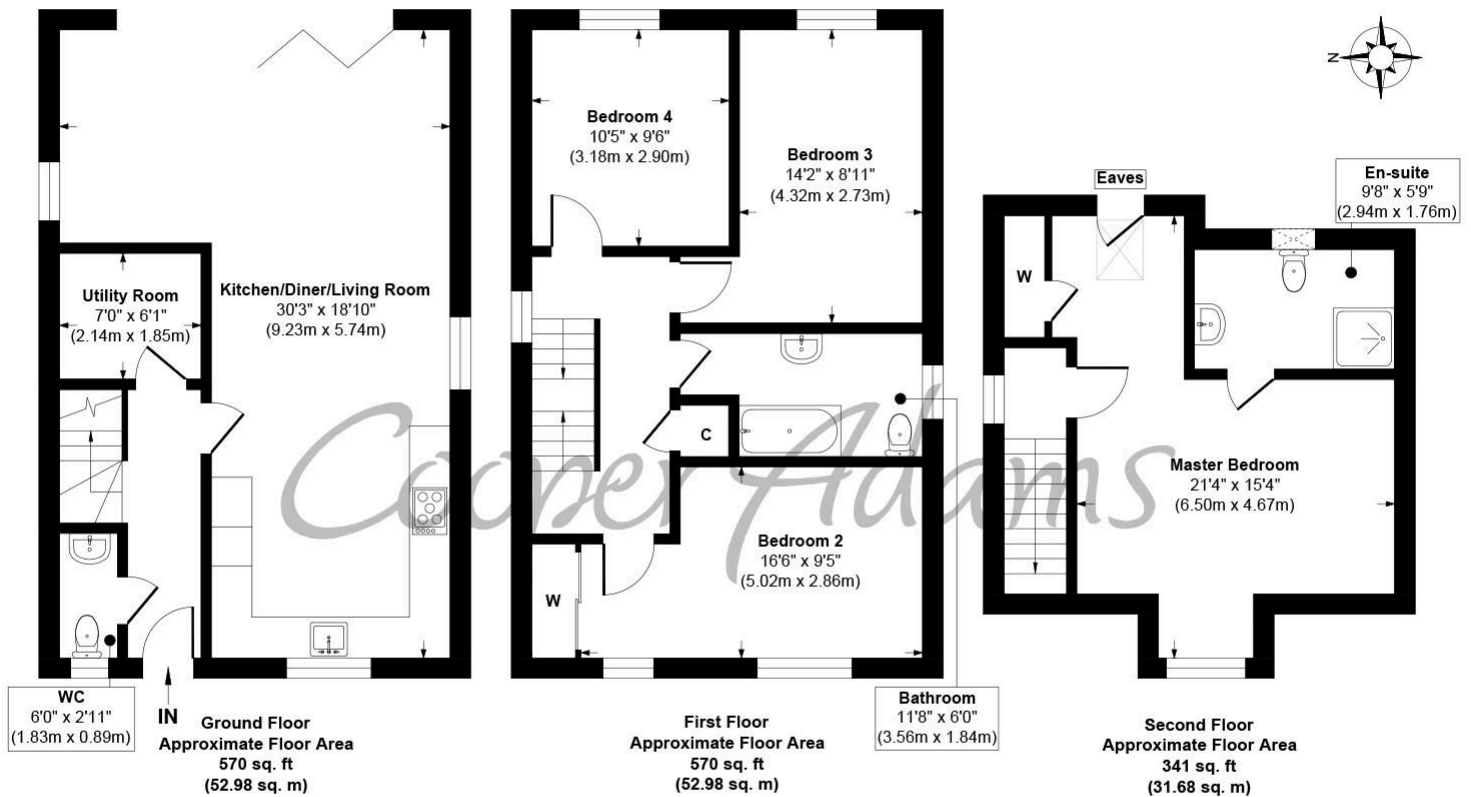 N
Bedroom 4
10'5" x 9'6"
(3.18m x 2.90m)
Bedroom 3
14'2" x 8'11"
(4.32m x 2.73m)
Eaves
En-suite
9'8" x 5'9"
(2.94m x 1.76m)
W
Utility Room
7'0" x 6'1"
(2.14m x 1.85m)
Kitchen/Diner/Living Room
30'3" x 18'10"
(9.23m x 5.74m)
C
Cooper Adams
Master Bedroom
21'4" x 15'4"
(6.50m x 4.67m)
Bedroom 2
16'6" x 9'5"
(5.02m x 2.86m)
W
WC
6'0" x 2'11"
(1.83m x 0.89m)
IN
Bathroom
11'8" x 6'0"
(3.56m x 1.84m)
Ground Floor
Approximate Floor Area
570 sq. ft
(52.98 sq. m)
First Floor
Approximate Floor Area
570 sq. ft
(52.98 sq. m)
Second Floor
Approximate Floor Area
341 sq. ft
(31.68 sq. m)